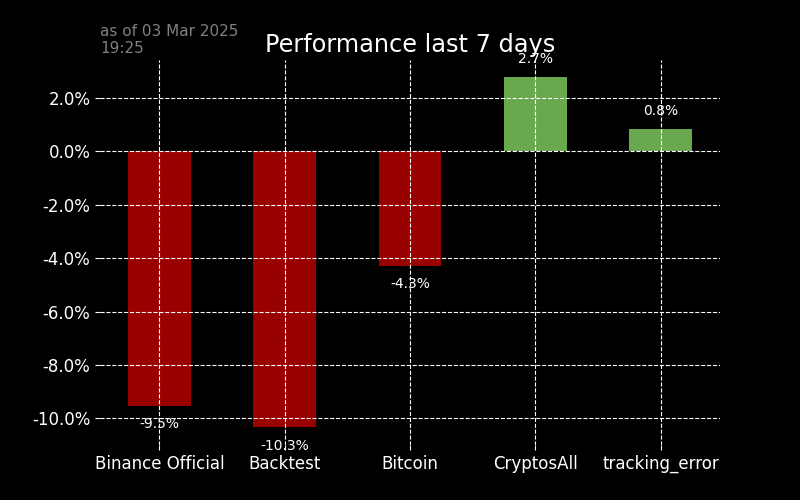 as of 03 Mar 2025
19:25
Performance last 7 days
2.7%
2.0%
0.8%
0.0%
-2.0%
-4.0%
-4.3%
-6.0%
-8.0%
-10.0%
-9.5%
-10.3%
Binance Official
Backtest
Bitcoin
CryptosAll
tracking_error